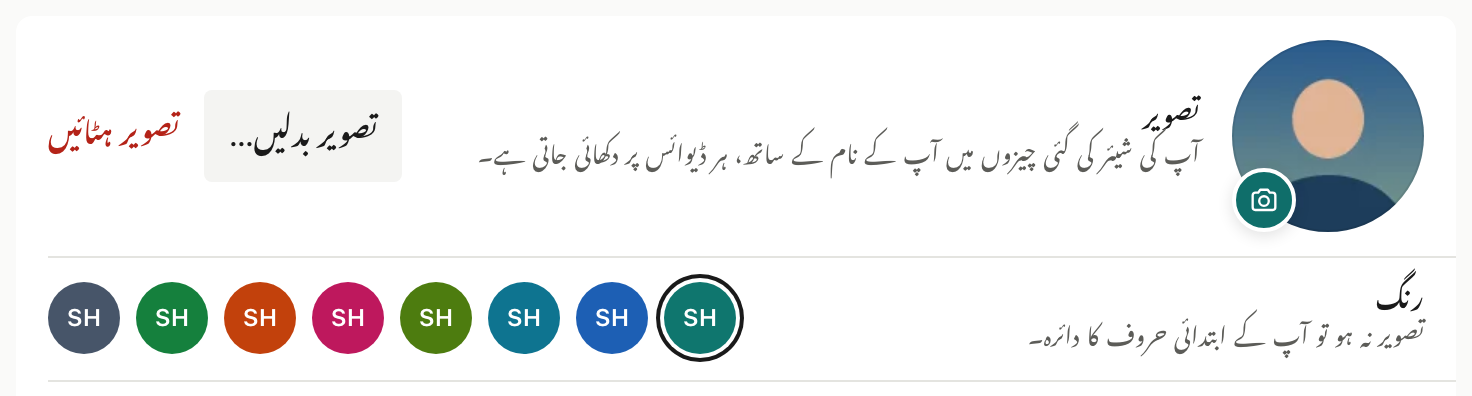 تصویر
آپ کی شیئر کی گئی چیزوں میں آپ کے نام کے ساتھ، ہر ڈیوائس پر دکھائی جاتی ہے۔
تصویر بدلیں...
تصویر ہٹائیں
رنگ
تصویر نہ ہو تو آپ کے ابتدائی حروف کا دائرہ۔
SH SH SH SH SH SH SH SH